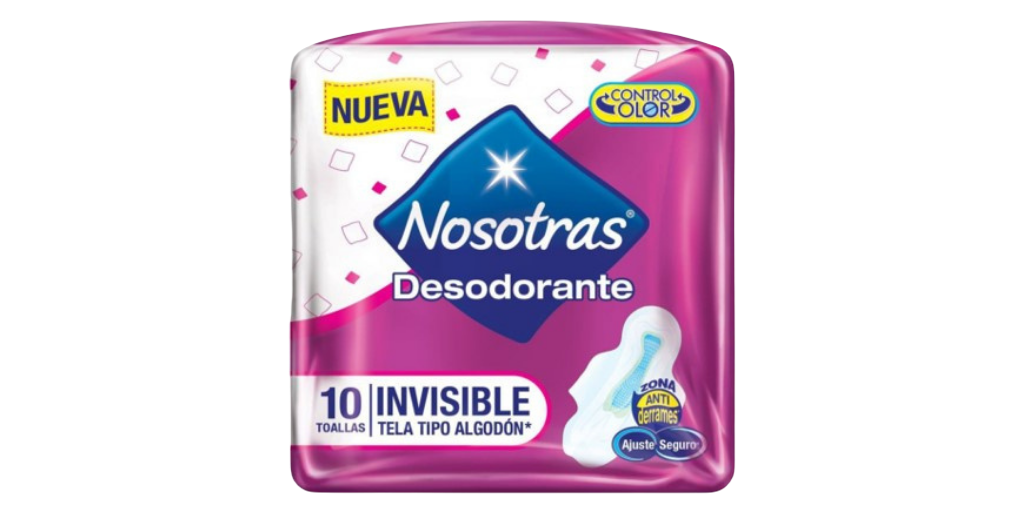 NUEVA
CONTROL
OLOR
Nosotras®
Desodorante
10
TOALLAS
INVISIBLE
TELA TIPO ALGODÓN*
ZONA
ANTI
derrames
Ajuste Seguro